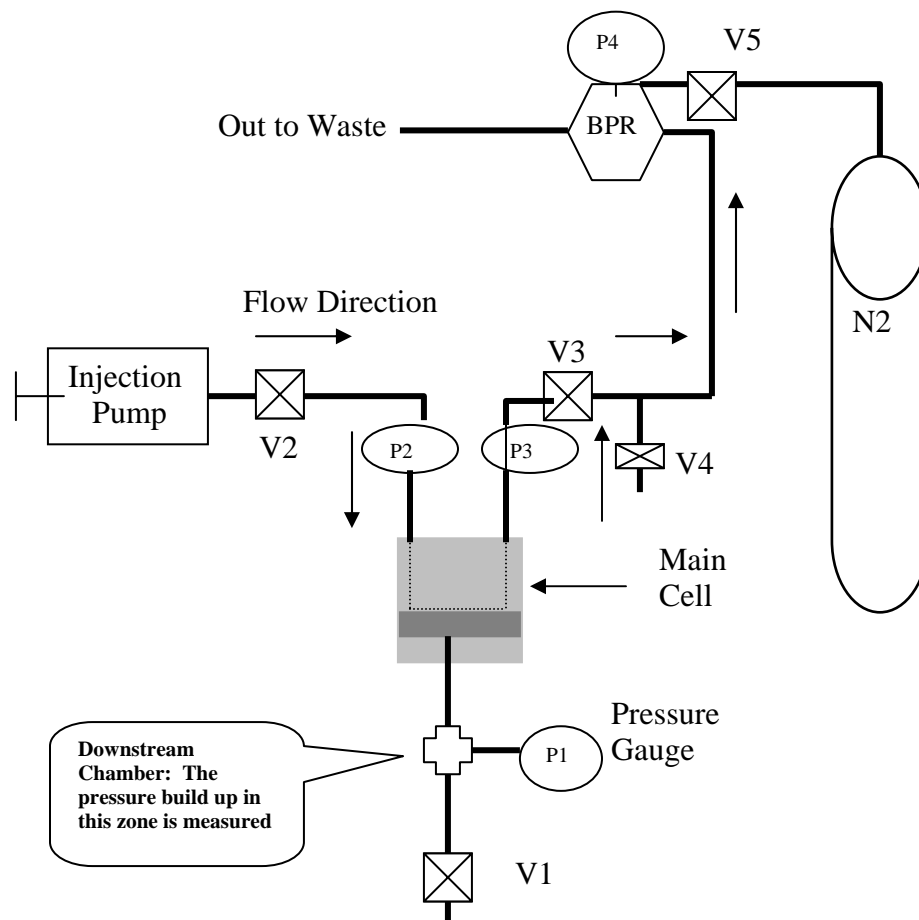 P4
V5
Out to Waste
BPR
Flow Direction
N2
V3
Injection
Pump
V2
P2
P3
V4
Main
Cell
Pressure
Gauge
Downstream
Chamber: The
pressure build up in
this zone is measured
P1
V1